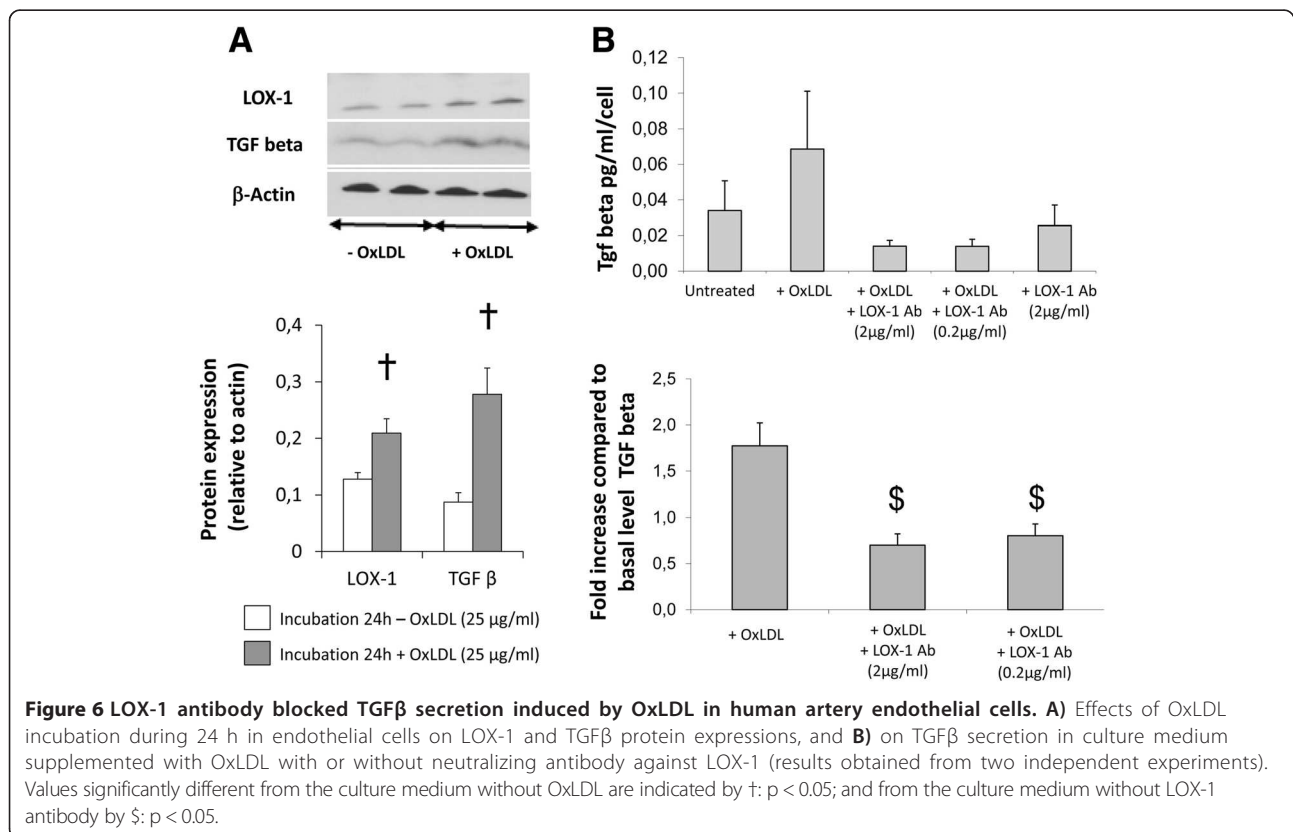 A
LOX-1
TGF beta
β-Actin
- OxLDL + OxLDL
Protein expression
(relative to actin)
0,4
0,3
0,2
0,1
0
†
†
LOX-1 TGF β
Incubation 24h – OxLDL (25 µg/ml)
Incubation 24h + OxLDL (25 µg/ml)
B
Tgf beta pg/ml/cell
0,12
0,10
0,08
0,06
0,04
0,02
0,00
Untreated
+ OxLDL
+ OxLDL
+ LOX-1 Ab
(2µg/ml)
+ OxLDL
+ LOX-1 Ab
(0.2µg/ml)
+ LOX-1 Ab
(2µg/ml)
Fold increase compared to
basal level TGF beta
2,5
2,0
1,5
1,0
0,5
0,0
$
$
+ OxLDL
+ OxLDL
+ LOX-1 Ab
(2µg/ml)
+ OxLDL
+ LOX-1 Ab
(0.2µg/ml)
Figure 6 LOX-1 antibody blocked TGFβ secretion induced by OxLDL in human artery endothelial cells. A) Effects of OxLDL
incubation during 24 h in endothelial cells on LOX-1 and TGFβ protein expressions, and B) on TGFβ secretion in culture medium
supplemented with OxLDL with or without neutralizing antibody against LOX-1 (results obtained from two independent experiments).
Values significantly different from the culture medium without OxLDL are indicated by †: p < 0.05; and from the culture medium without LOX-1
antibody by $: p < 0.05.